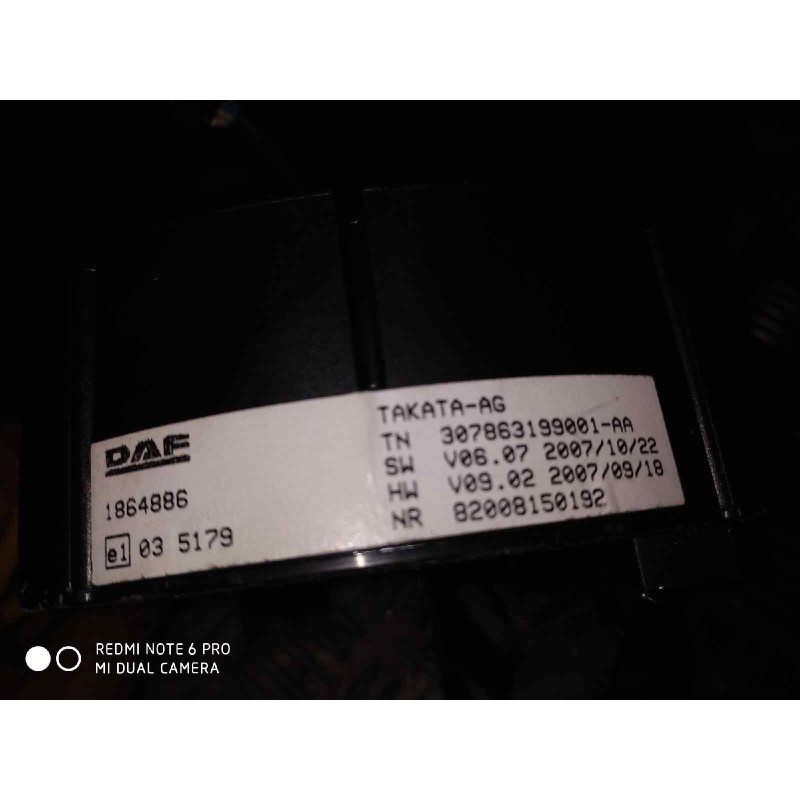 DAF
1864886
e1 03 5179
TAKATA-AG
TN 307863199001-AA
SW V06.07 2007/10/22
HW V09.02 2007/09/18
NR 82008150192
REDMI NOTE 6 PRO
MI DUAL CAMERA